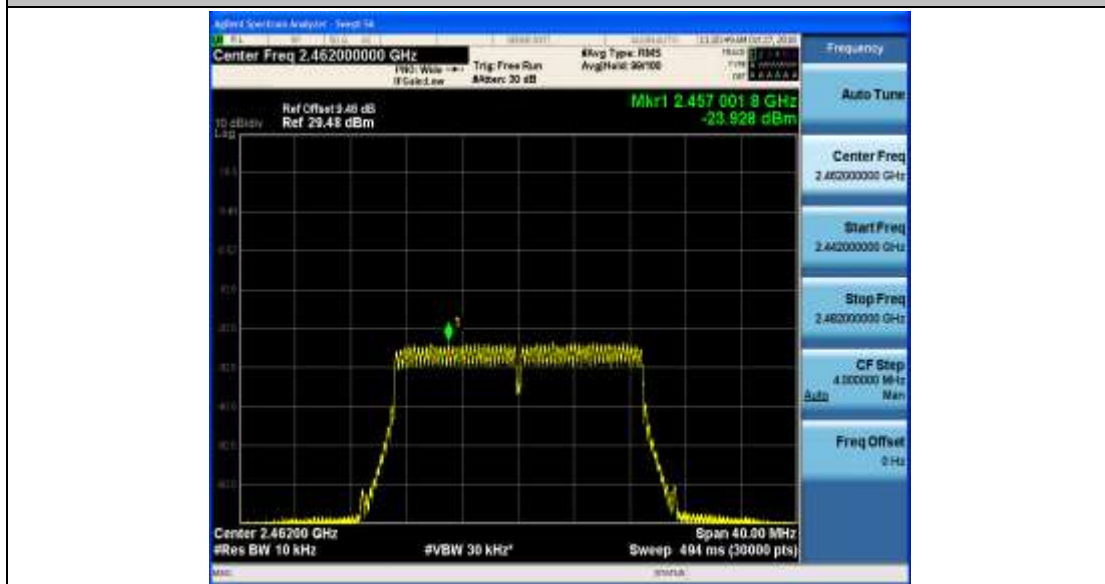 Agilent Spectrum Analyzer - Swept SA
Center Freq 2.462000000 GHz
PNO: Wide
IFGain:Low
Trig: Free Run
#Atten: 30 dB
#Avg Type: RMS
Avg|Hold: 99/100
Frequency
Mkr1 2.457 001 8 GHz
-23.928 dBm
Ref Offset 9.48 dB
Ref 29.48 dBm
10 dB/div
Log
1
Auto Tune
Center Freq
2.462000000 GHz
Start Freq
2.442000000 GHz
Stop Freq
2.482000000 GHz
CF Step
4.000000 MHz
Auto Man
Freq Offset
0 Hz
Center 2.46200 GHz
Span 40.00 MHz
#Res BW 10 kHz
#VBW 30 kHz*
Sweep 494 ms (30000 pts)
MSG
STATUS